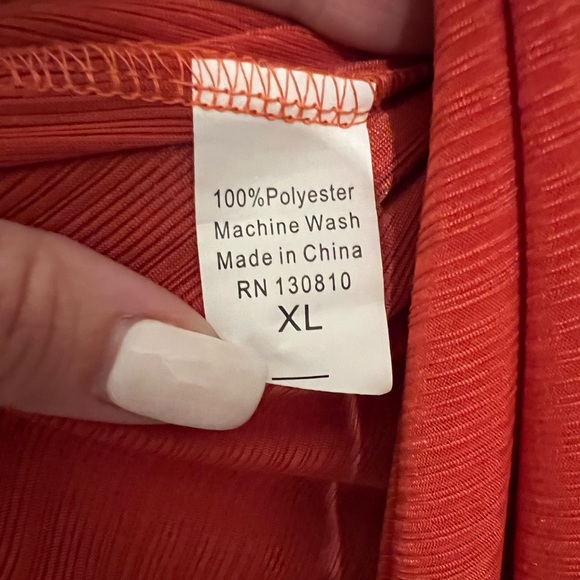 100%Polyester
Machine Wash
Made in China
RN 130810
XL